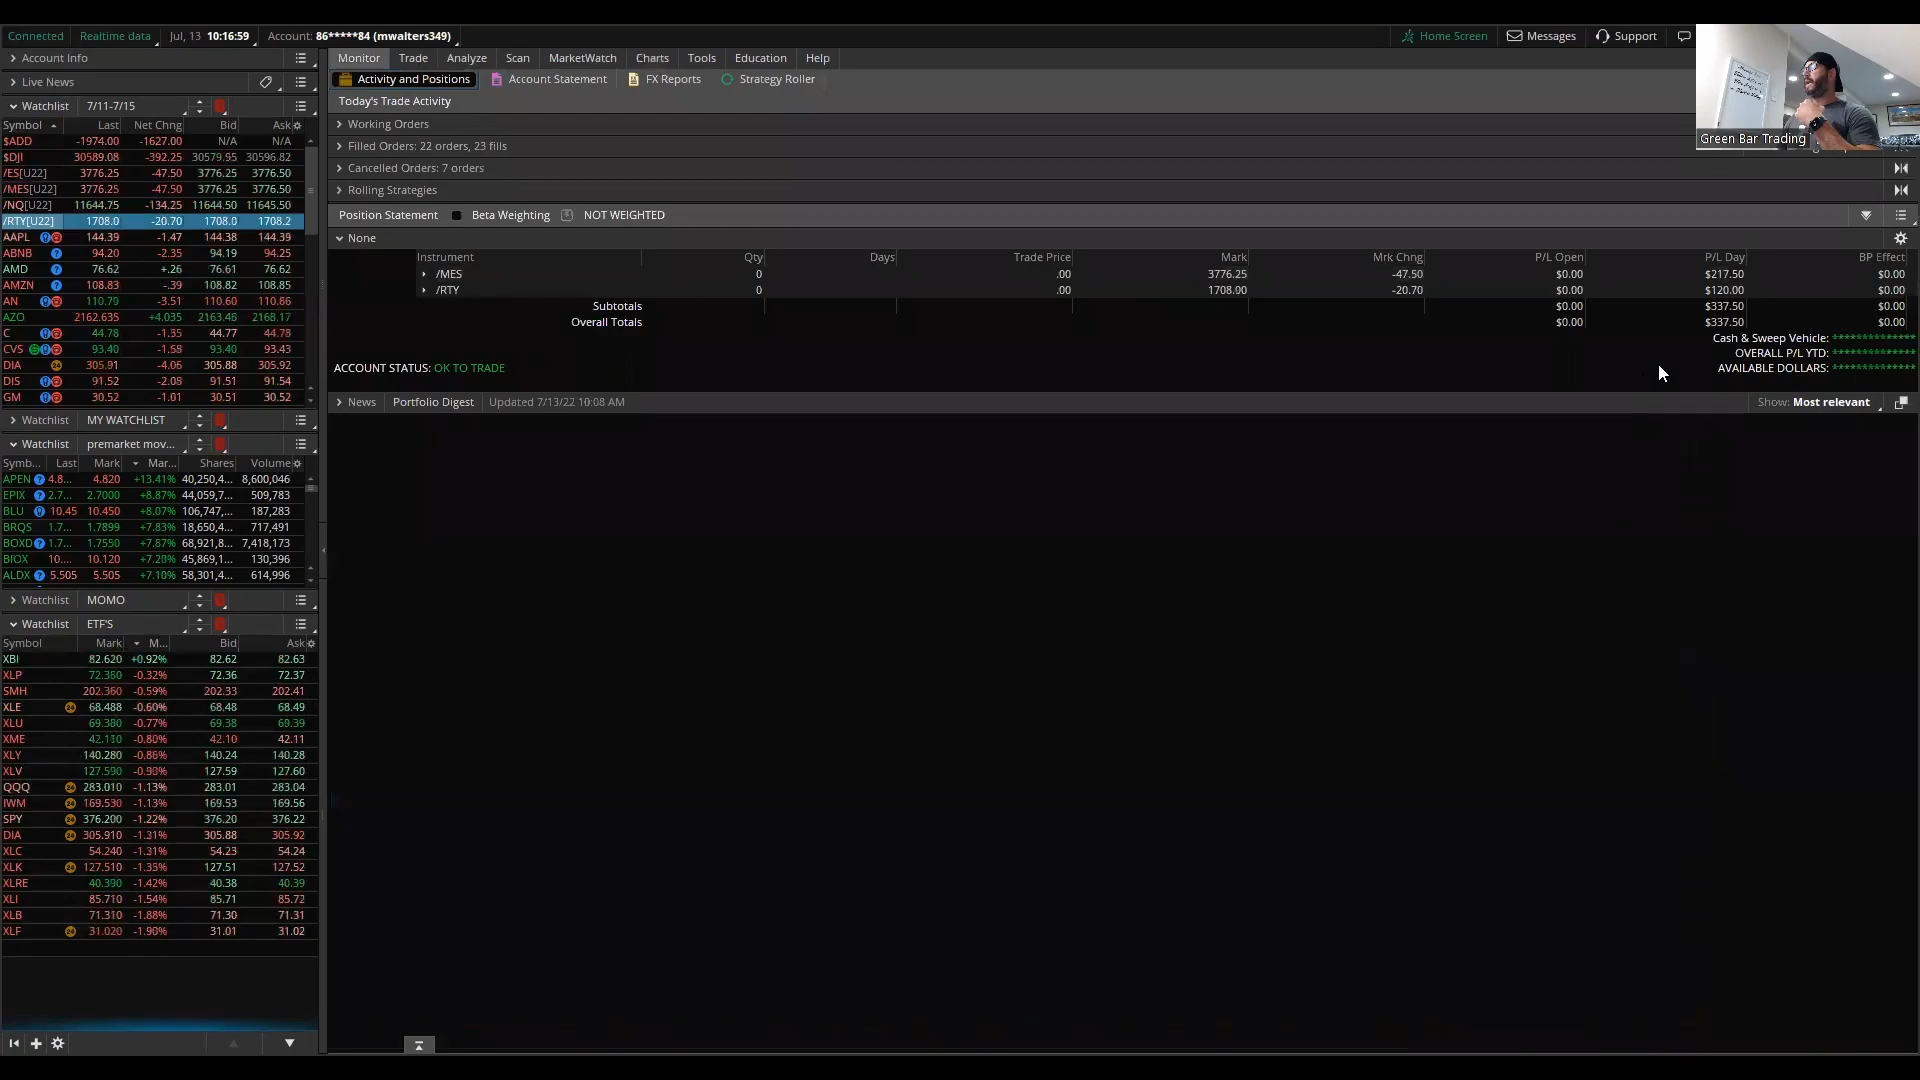 Connected Realtime data Jul, 13 10:16:59 Account: 86*****84 (mwalters349) Home Screen Messages Support
Account Info
Live News
Watchlist 7/11-7/15
Symbol Last Net Chng Bid Ask
$ADD -1974.00 -1627.00 N/A N/A
$DJI 30589.08 -392.25 30579.55 30596.82
/ES[U22] 3776.25 -47.50 3776.25 3776.50
/MES[U22] 3776.25 -47.50 3776.25 3776.50
/NQ[U22] 11644.75 -134.25 11644.50 11645.50
/RTY[U22] 1708.0 -20.70 1708.0 1708.2
AAPL 144.39 -1.47 144.38 144.39
ABNB 94.20 -2.35 94.19 94.25
AMD 76.62 +.26 76.61 76.62
AMZN 108.83 -.39 108.82 108.85
AN 110.79 -3.51 110.60 110.86
AZO 2162.635 +4.035 2163.46 2168.17
C 44.78 -1.35 44.77 44.78
CVS 93.40 -1.58 93.40 93.43
DIA 305.91 -4.06 305.88 305.92
DIS 91.52 -2.08 91.51 91.54
GM 30.52 -1.01 30.51 30.52
Watchlist MY WATCHLIST
Watchlist premarket mov...
Symb... Last Mark Mar... Shares Volume
APEN 4.8... 4.820 +13.41% 40,250,4... 8,600,046
EPIX 2.7... 2.7000 +8.87% 44,059,7... 509,783
BLU 10.45 10.450 +8.07% 106,747,... 187,283
BRQS 1.7... 1.7899 +7.83% 18,650,4... 717,491
BOXD 1.7... 1.7550 +7.67% 68,921,8... 7,418,173
BIOX 10.... 10.120 +7.20% 45,869,1... 130,396
ALDX 5.505 5.505 +7.10% 58,301,4... 614,996
Watchlist MOMO
Watchlist ETF'S
Symbol Mark M... Bid Ask
XBI 82.620 +0.92% 82.62 82.63
XLP 72.360 -0.32% 72.36 72.37
SMH 202.360 -0.59% 202.33 202.41
XLE 68.488 -0.60% 68.48 68.49
XLU 69.380 -0.77% 69.38 69.39
XME 42.110 -0.80% 42.10 42.11
XLY 140.280 -0.86% 140.24 140.28
XLV 127.590 -0.90% 127.59 127.60
QQQ 283.010 -1.13% 283.01 283.04
IWM 169.530 -1.13% 169.53 169.56
SPY 376.200 -1.22% 376.20 376.22
DIA 305.910 -1.31% 305.88 305.92
XLC 54.240 -1.31% 54.23 54.24
XLK 127.510 -1.35% 127.51 127.52
XLRE 40.390 -1.42% 40.38 40.39
XLI 85.710 -1.54% 85.71 85.72
XLB 71.310 -1.88% 71.30 71.31
XLF 31.020 -1.90% 31.01 31.02
Monitor Trade Analyze Scan MarketWatch Charts Tools Education Help
Activity and Positions Account Statement FX Reports Strategy Roller
Today's Trade Activity
Working Orders
Filled Orders: 22 orders, 23 fills
Cancelled Orders: 7 orders
Rolling Strategies
Position Statement Beta Weighting NOT WEIGHTED
None
Instrument Qty Days Trade Price Mark Mrk Chng P/L Open P/L Day BP Effect
/MES 0 .00 3776.25 -47.50 $0.00 $217.50 $0.00
/RTY 0 .00 1708.00 -20.70 $0.00 $120.00 $0.00
Subtotals $0.00 $337.50 $0.00
Overall Totals $0.00 $337.50 $0.00
Cash & Sweep Vehicle: **************
OVERALL P/L YTD: **************
AVAILABLE DOLLARS: **************
ACCOUNT STATUS: OK TO TRADE
News Portfolio Digest Updated 7/13/22 10:08 AM Show: Most relevant
Green Bar Trading